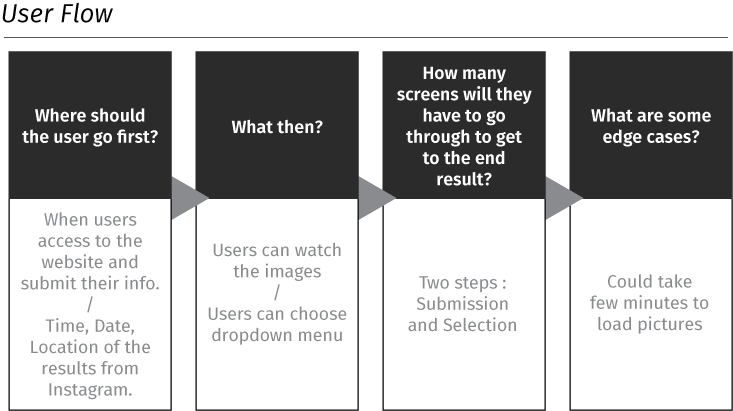 User Flow
Where should
the user go first?
When users
access to the
website and
submit their info.
/
Time, Date,
Location of the
results from
Instagram.
What then?
Users can watch
the images
/
Users can choose
dropdown menu
How many
screens will they
have to go
through to get
to the end
result?
Two steps :
Submission
and Selection
What are some
edge cases?
Could take
few minutes to
load pictures